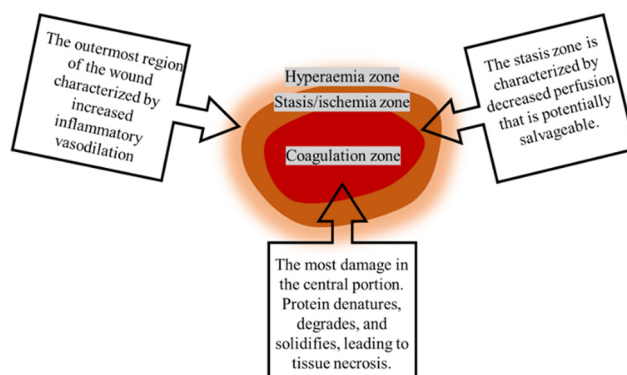 The outermost region
of the wound
characterized by
increased
inflammatory
vasodilation
Hyperaemia zone
Stasis/ischemia zone
Coagulation zone
The stasis zone is
characterized by
decreased perfusion
that is potentially
salvageable.
The most damage in
the central portion.
Protein denatures,
degrades, and
solidifies, leading to
tissue necrosis.